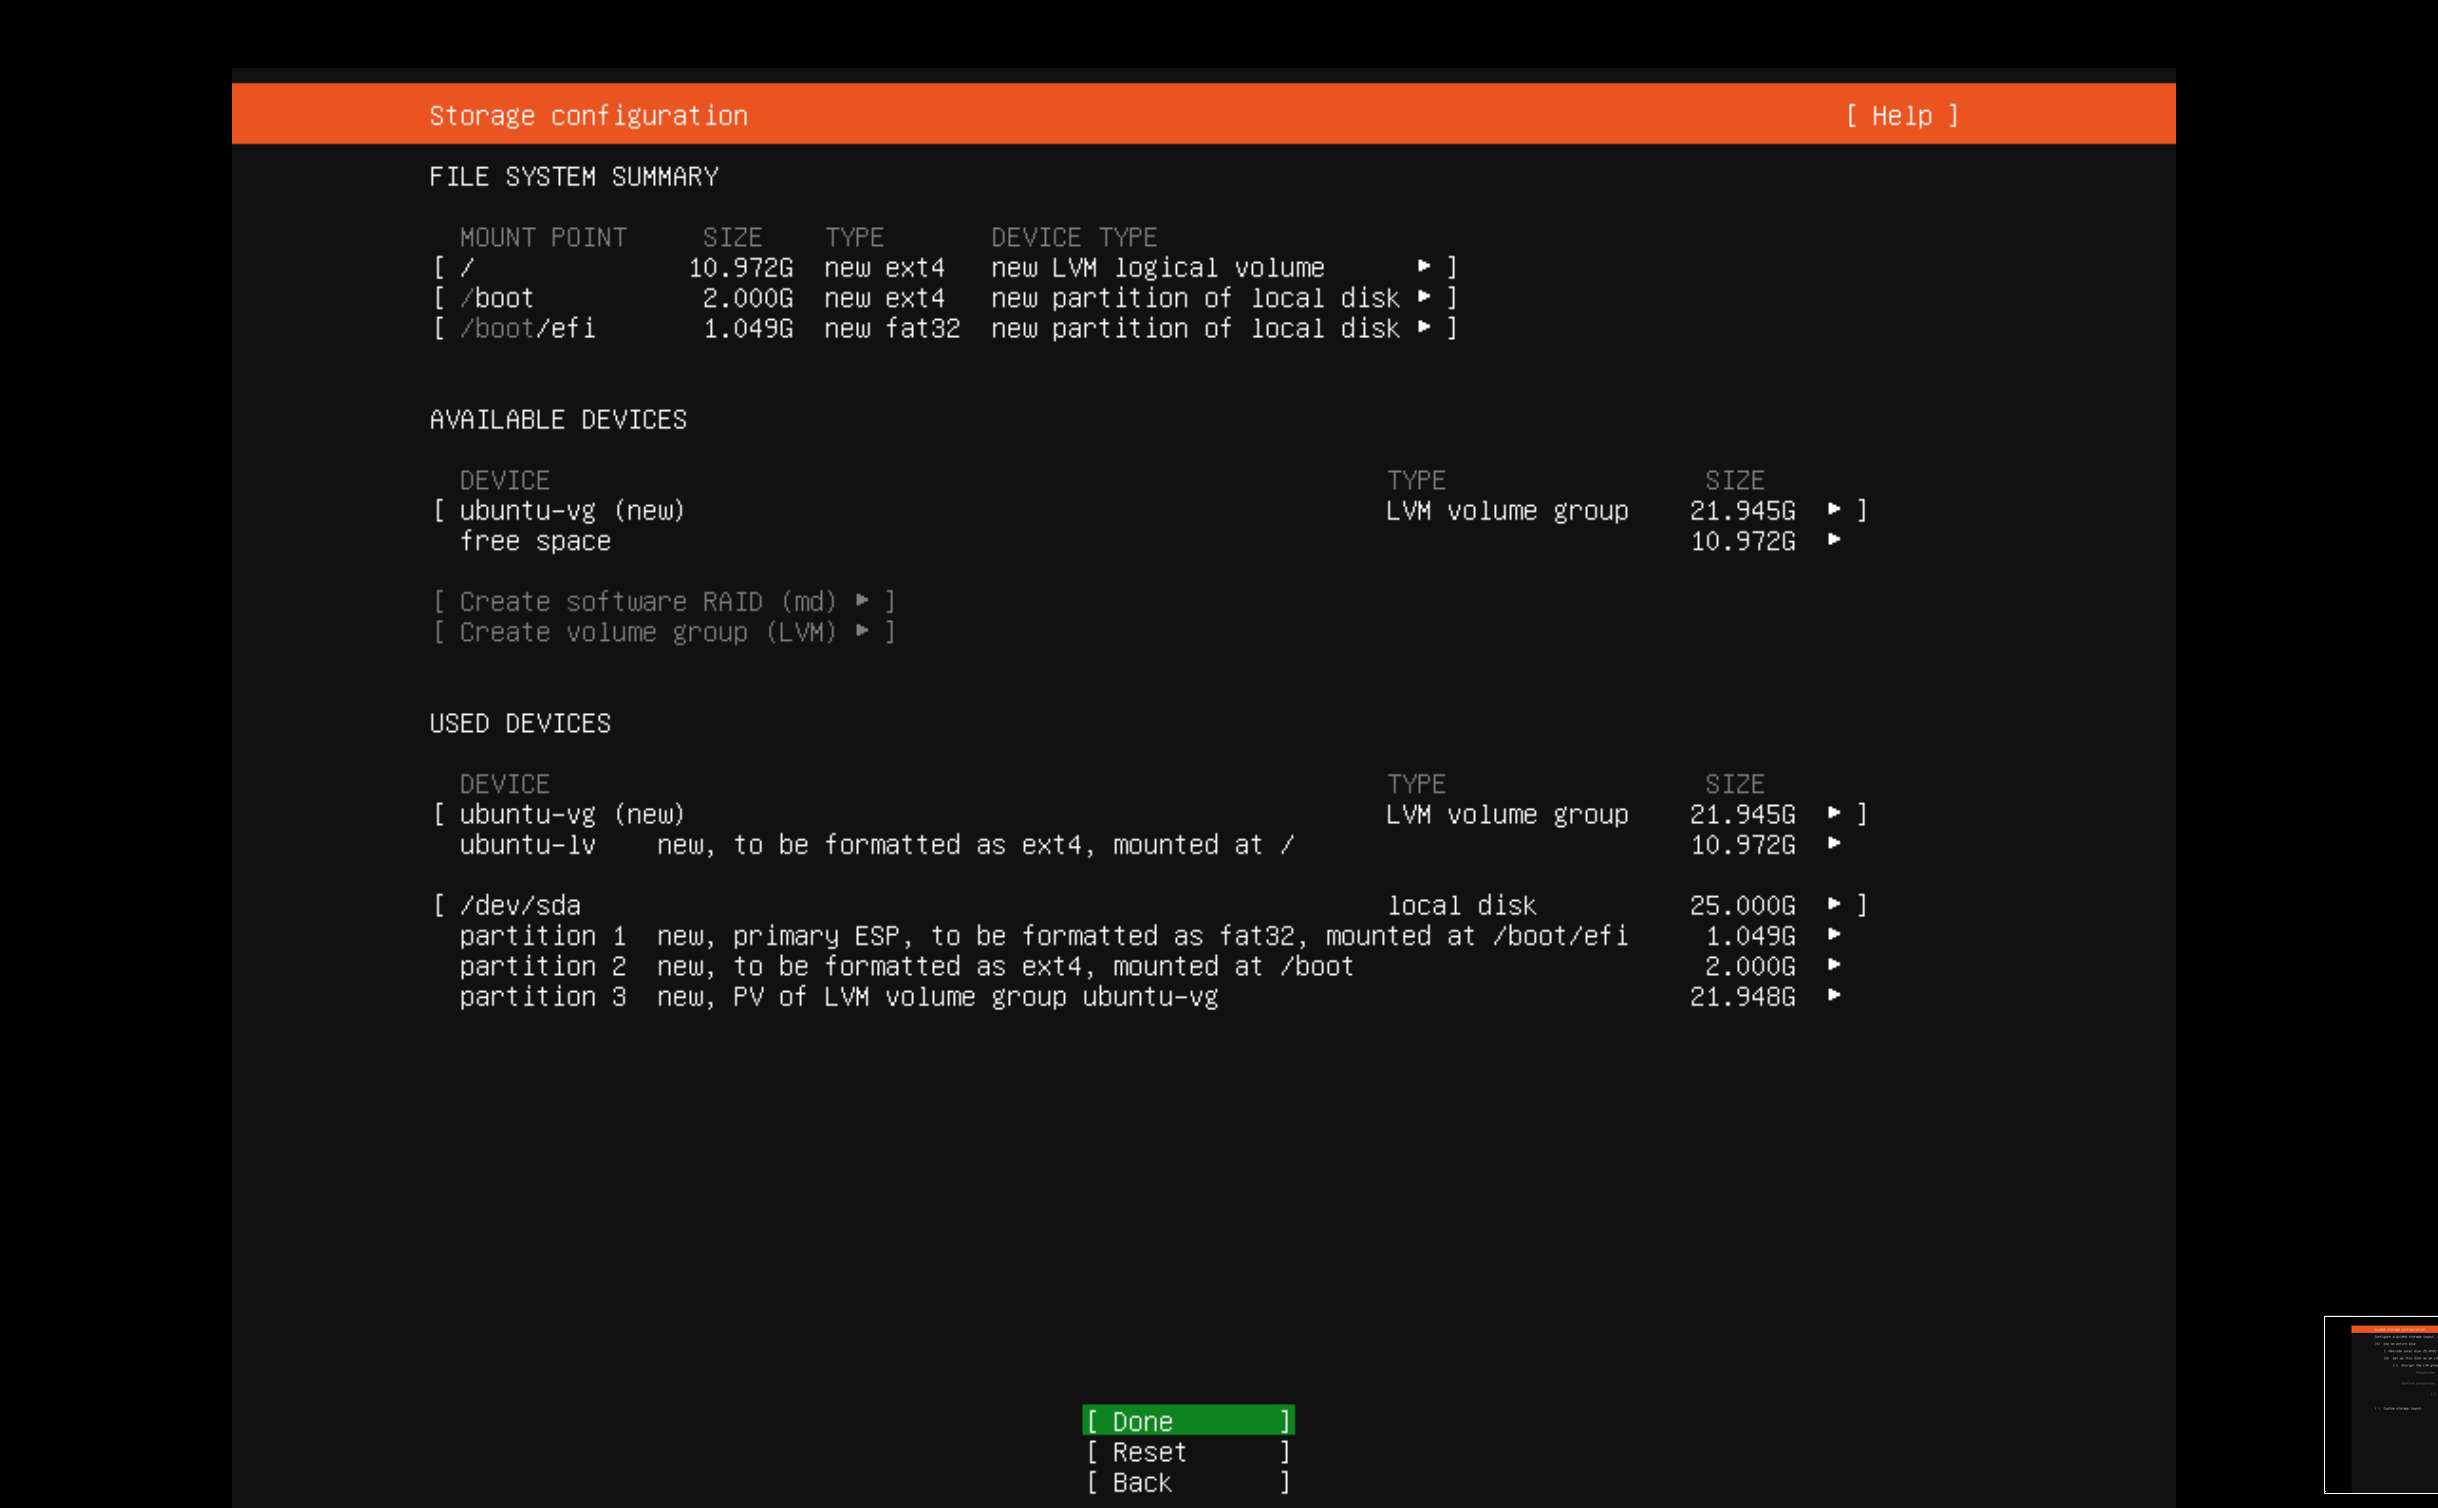 Storage configuration [ Help ]
FILE SYSTEM SUMMARY
MOUNT POINT SIZE TYPE DEVICE TYPE
[ / 10.972G new ext4 new LVM logical volume ▸ ]
[ /boot 2.000G new ext4 new partition of local disk ▸ ]
[ /boot/efi 1.049G new fat32 new partition of local disk ▸ ]
AVAILABLE DEVICES
DEVICE TYPE SIZE
[ ubuntu-vg (new) LVM volume group 21.945G ▸ ]
free space 10.972G ▸
[ Create software RAID (md) ▸ ]
[ Create volume group (LVM) ▸ ]
USED DEVICES
DEVICE TYPE SIZE
[ ubuntu-vg (new) LVM volume group 21.945G ▸ ]
ubuntu-lv new, to be formatted as ext4, mounted at / 10.972G ▸
[ /dev/sda local disk 25.000G ▸ ]
partition 1 new, primary ESP, to be formatted as fat32, mounted at /boot/efi 1.049G ▸
partition 2 new, to be formatted as ext4, mounted at /boot 2.000G ▸
partition 3 new, PV of LVM volume group ubuntu-vg 21.948G ▸
[ Done ]
[ Reset ]
[ Back ]